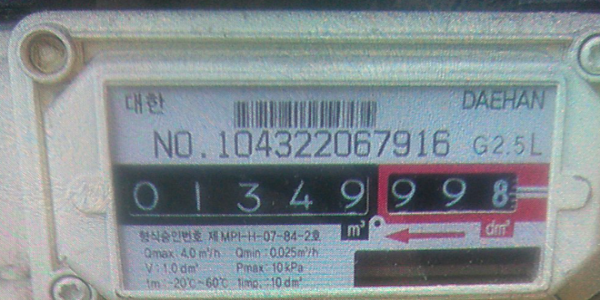 대한 DAEHAN
NO.104322067916 G2.5L
01349 998
m³ dm³
형식승인번호 제 MPI-H-07-84-2호
Qmax: 4.0 m³/h Qmin : 0.025m³/h
V : 1.0 dm³ Pmax : 10 kPa
tm : -20℃~60℃ 1imp. : 10 dm³